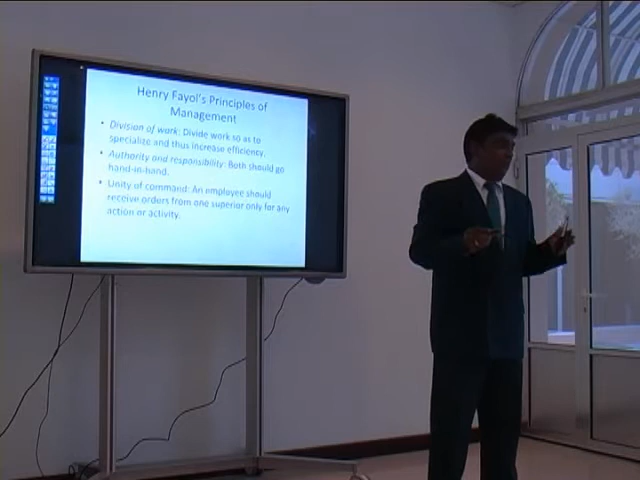 Henry Fayol's Principles of
Management
• Division of work: Divide work so as to
specialize and thus increase efficiency.
• Authority and responsibility: Both should go
hand-in-hand.
• Unity of command: An employee should
receive orders from one superior only for any
action or activity.